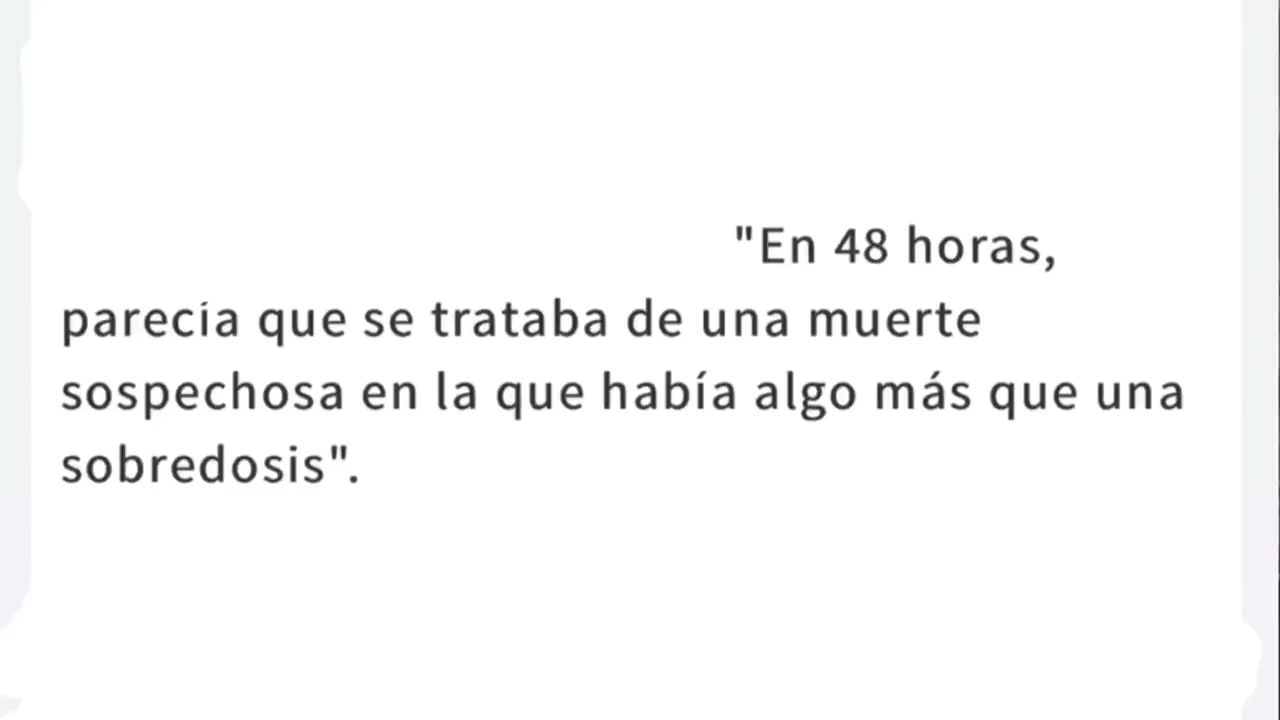 "En 48 horas,
parecía que se trataba de una muerte
sospechosa en la que había algo más que una
sobredosis".